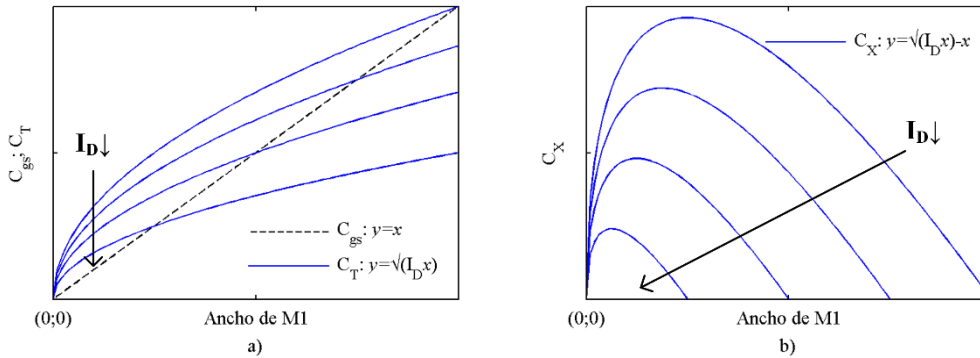 C_gs; C_T
I_D↓
C_gs: y=x
C_T: y=√(I_Dx)
(0;0)
Ancho de M1
a)
C_X
C_X: y=√(I_Dx)-x
I_D↓
(0;0)
Ancho de M1
b)